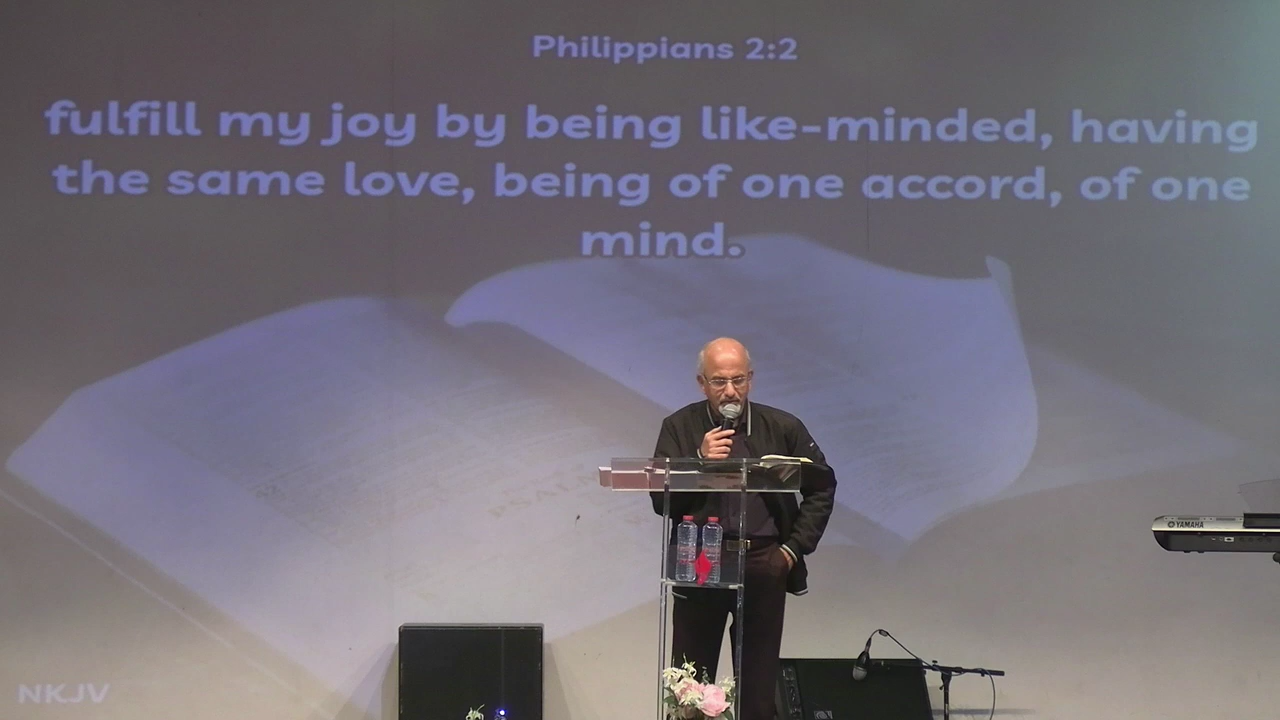 Philippians 2:2
fulfill my joy by being like-minded, having
the same love, being of one accord, of one
mind.
YAMAHA
NKJV